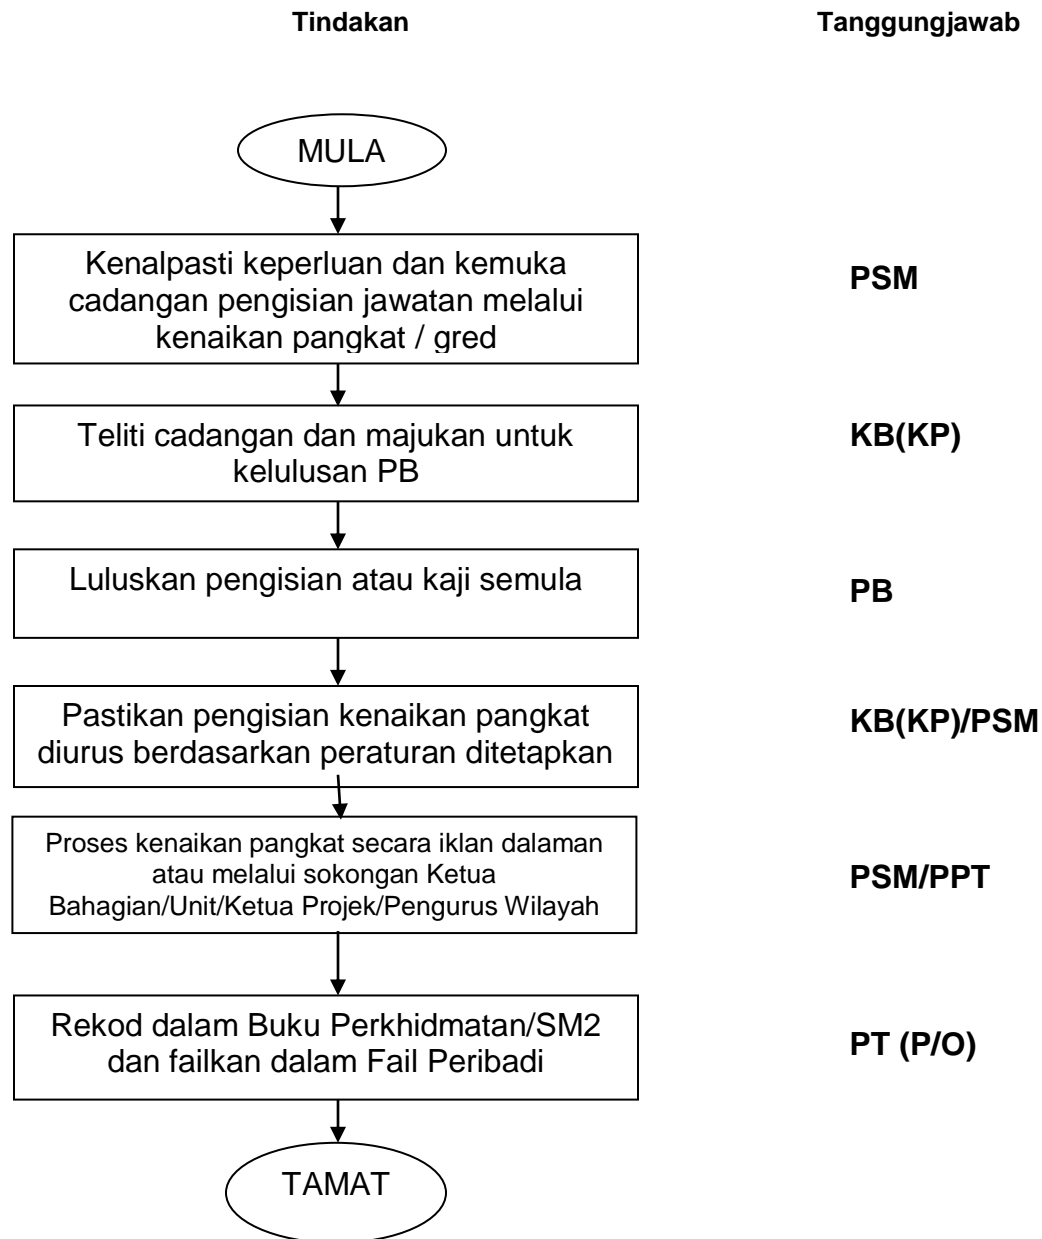 Tindakan Tanggungjawab
MULA
Kenalpasti keperluan dan kemuka
cadangan pengisian jawatan melalui
kenaikan pangkat / gred
PSM
Teliti cadangan dan majukan untuk
kelulusan PB
KB(KP)
Luluskan pengisian atau kaji semula
PB
Pastikan pengisian kenaikan pangkat
diurus berdasarkan peraturan ditetapkan
KB(KP)/PSM
Proses kenaikan pangkat secara iklan dalaman
atau melalui sokongan Ketua
Bahagian/Unit/Ketua Projek/Pengurus Wilayah
PSM/PPT
Rekod dalam Buku Perkhidmatan/SM2
dan failkan dalam Fail Peribadi
PT (P/O)
TAMAT